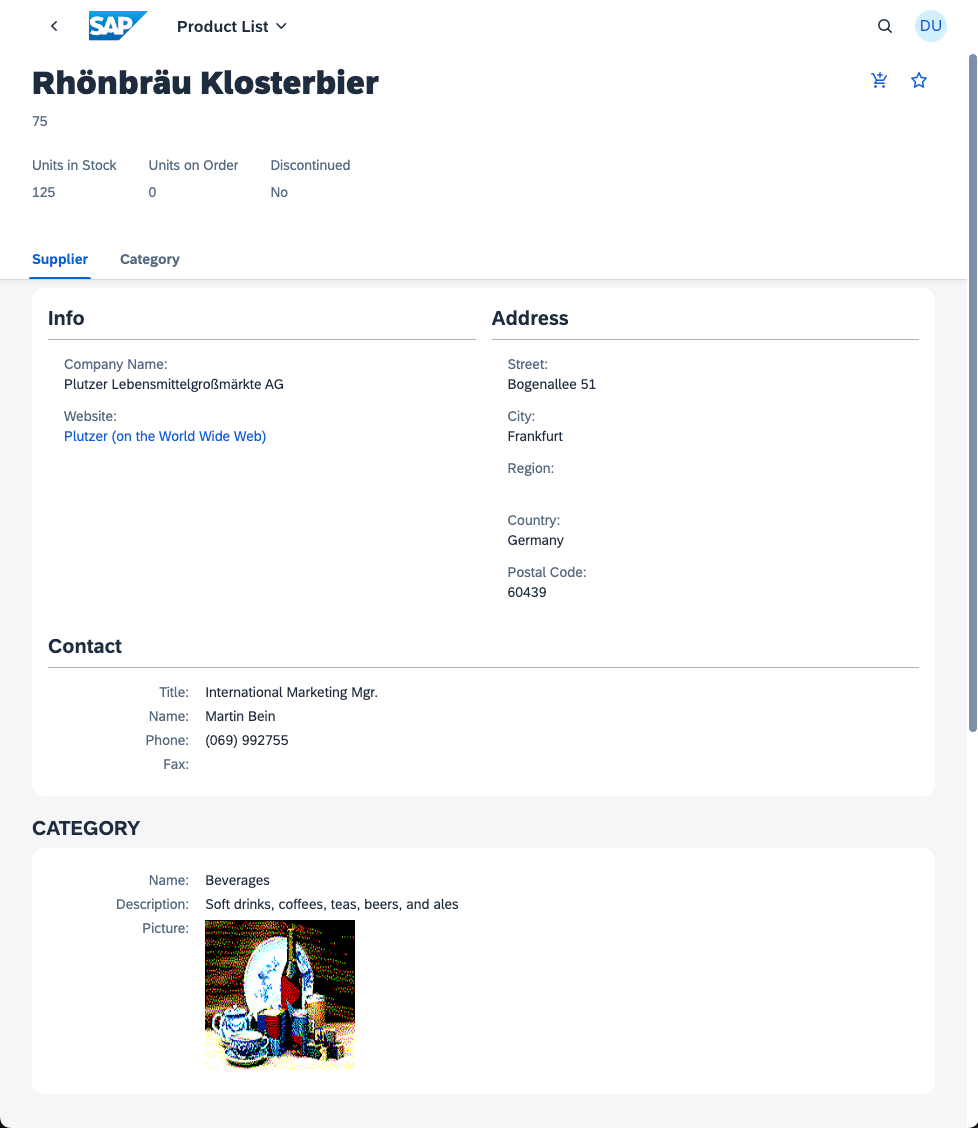 SAP
Product List
DU
Rhönbräu Klosterbier
75
Units in Stock
Units on Order
Discontinued
125
0
No
Supplier
Category
Info
Company Name:
Plutzer Lebensmittelgroßmärkte AG
Website:
Plutzer (on the World Wide Web)
Address
Street:
Bogenallee 51
City:
Frankfurt
Region:
Country:
Germany
Postal Code:
60439
Contact
Title: International Marketing Mgr.
Name: Martin Bein
Phone: (069) 992755
Fax:
CATEGORY
Name: Beverages
Description: Soft drinks, coffees, teas, beers, and ales
Picture: